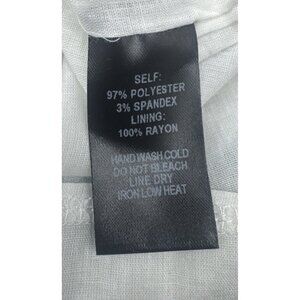 SELF:
97% POLYESTER
3% SPANDEX
LINING:
100% RAYON
HAND WASH COLD
DO NOT BLEACH
LINE DRY
IRON LOW HEAT